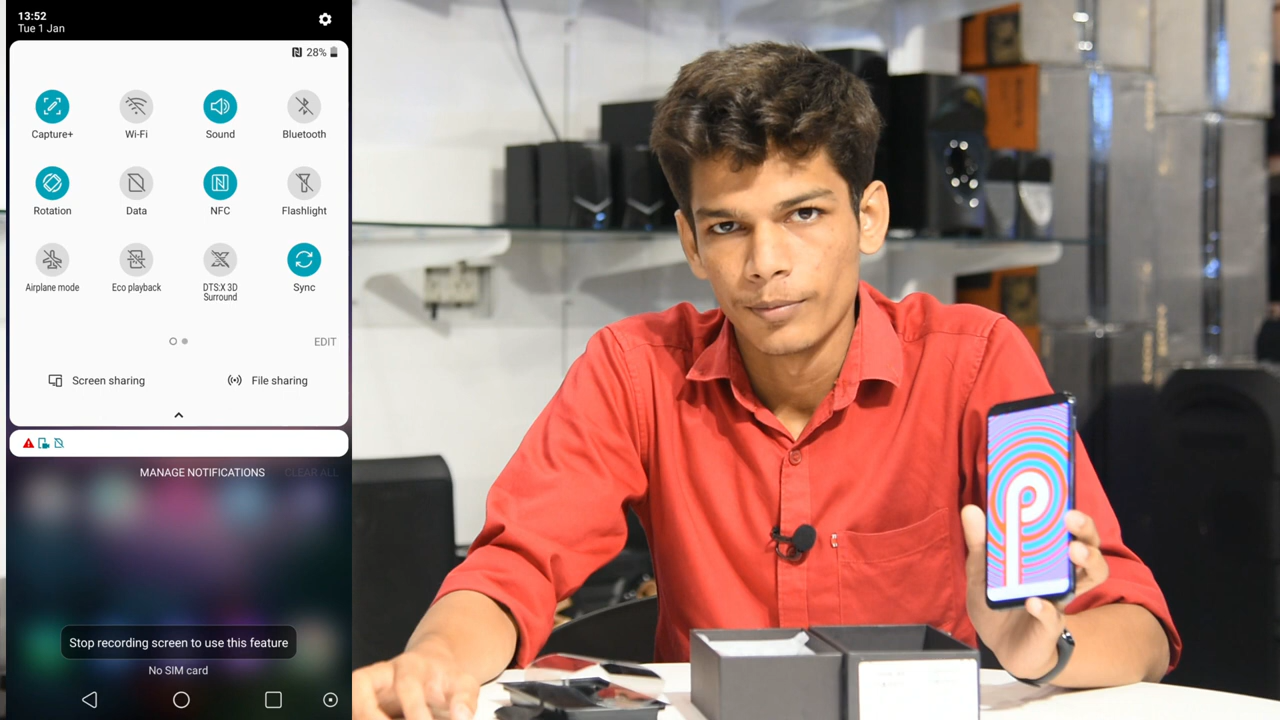 13:52
Tue 1 Jan
28%
Capture+ Wi-Fi Sound Bluetooth
Rotation Data NFC Flashlight
Airplane mode Eco playback DTS:X 3D Surround Sync
EDIT
Screen sharing File sharing
MANAGE NOTIFICATIONS CLEAR ALL
Stop recording screen to use this feature
No SIM card